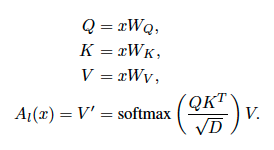 Q = xW_Q,
K = xW_K,
V = xW_V,
A_l(x) = V' = softmax (QK^T / √D) V.